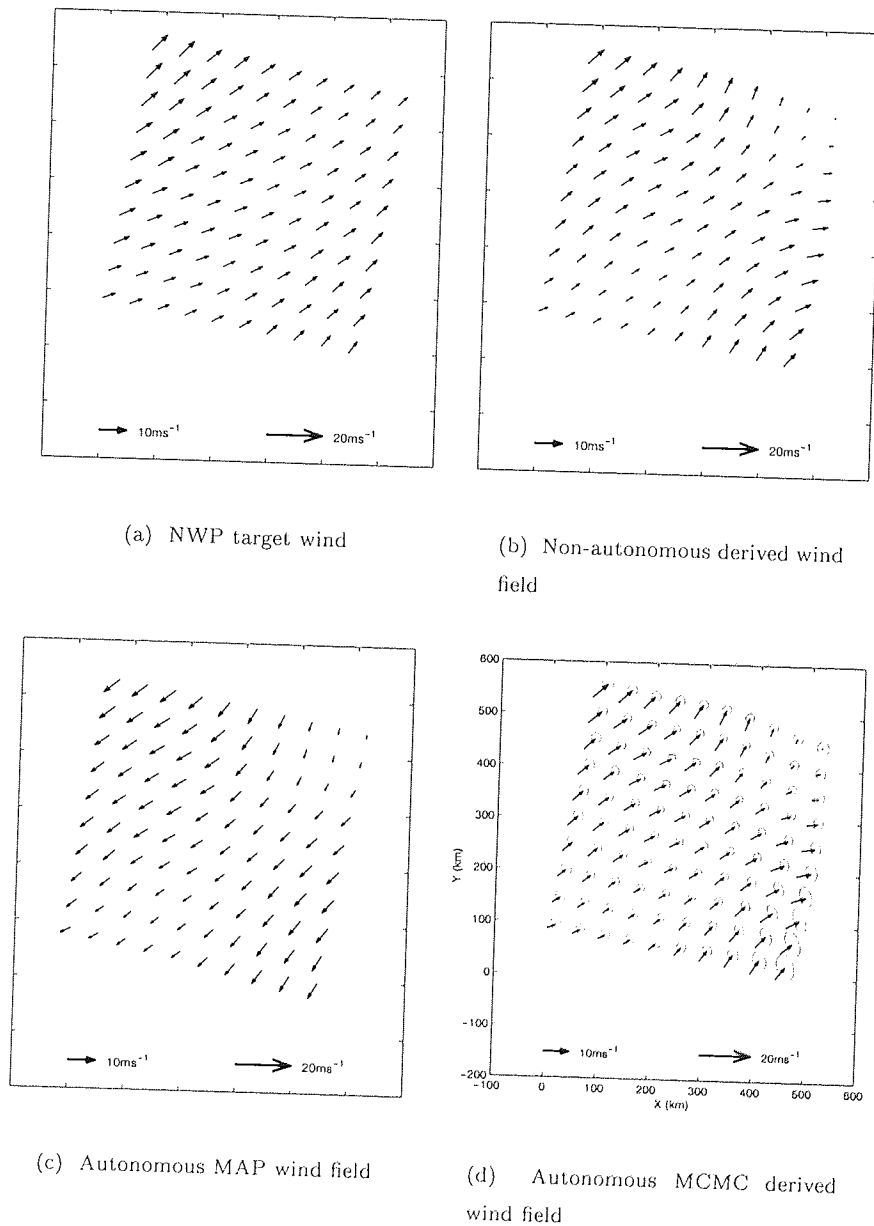 10ms⁻¹ 20ms⁻¹
10ms⁻¹ 20ms⁻¹
(a) NWP target wind
(b) Non-autonomous derived wind
field
10ms⁻¹ 20ms⁻¹
600
500
400
300
200
100
0
-100
-200
Y (km)
10ms⁻¹ 20ms⁻¹
-100 0 100 200 300 400 500 600
X (km)
(c) Autonomous MAP wind field
(d) Autonomous MCMC derived
wind field